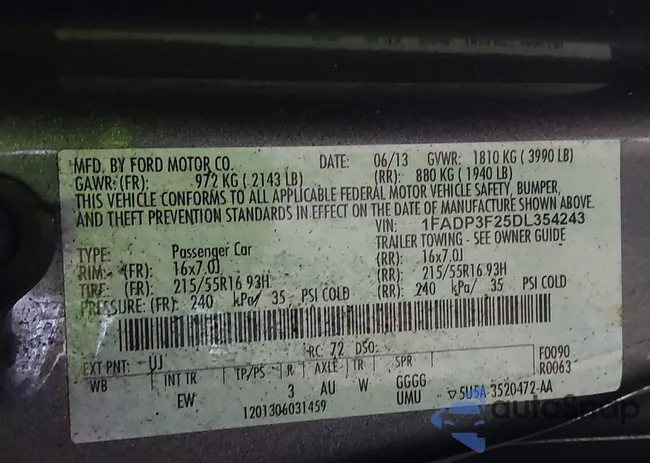 MFD. BY FORD MOTOR CO. DATE: 06/13 GVWR: 1810 KG ( 3990 LB)
GAWR: (FR): 972 KG ( 2143 LB) (RR): 880 KG ( 1940 LB)
THIS VEHICLE CONFORMS TO ALL APPLICABLE FEDERAL MOTOR VEHICLE SAFETY, BUMPER,
AND THEFT PREVENTION STANDARDS IN EFFECT ON THE DATE OF MANUFACTURE SHOWN ABOVE.
VIN: 1FADP3F25DL354243
TYPE: Passenger Car TRAILER TOWING - SEE OWNER GUIDE
RIM: (FR): 16x7.0J (RR): 16x7.0J
TIRE (FR): 215/55R16 93H (RR): 215/55R16 93H
PRESSURE: (FR): 240 kPa/ 35 PSI COLD (RR): 240 kPa/ 35 PSI COLD
EXT PNT: UJ RC: 72 DSO: F0090
WB INT TR TP/PS R AXLE TR SPR R0063
EW 3 AU W GGGG
UMU 5U5A 3520472-AA
1201306031459
autoSnap